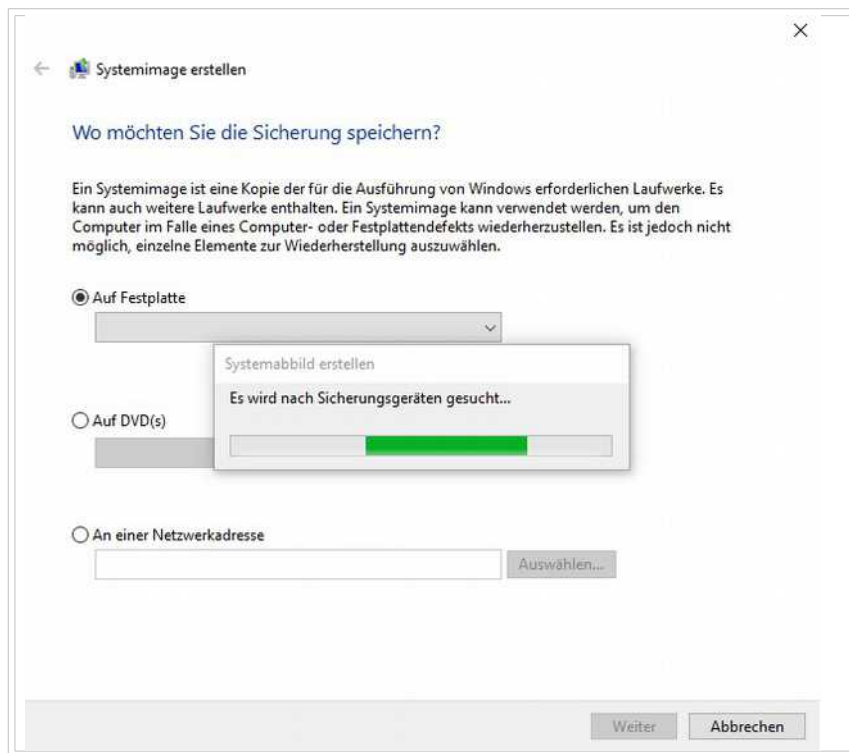 Systemimage erstellen
Wo möchten Sie die Sicherung speichern?
Ein Systemimage ist eine Kopie der für die Ausführung von Windows erforderlichen Laufwerke. Es
kann auch weitere Laufwerke enthalten. Ein Systemimage kann verwendet werden, um den
Computer im Falle eines Computer- oder Festplattendefekts wiederherzustellen. Es ist jedoch nicht
möglich, einzelne Elemente zur Wiederherstellung auszuwählen.
Auf Festplatte
Systemabbild erstellen
Es wird nach Sicherungsgeräten gesucht...
Auf DVD(s)
An einer Netzwerkadresse
Auswählen...
Weiter
Abbrechen